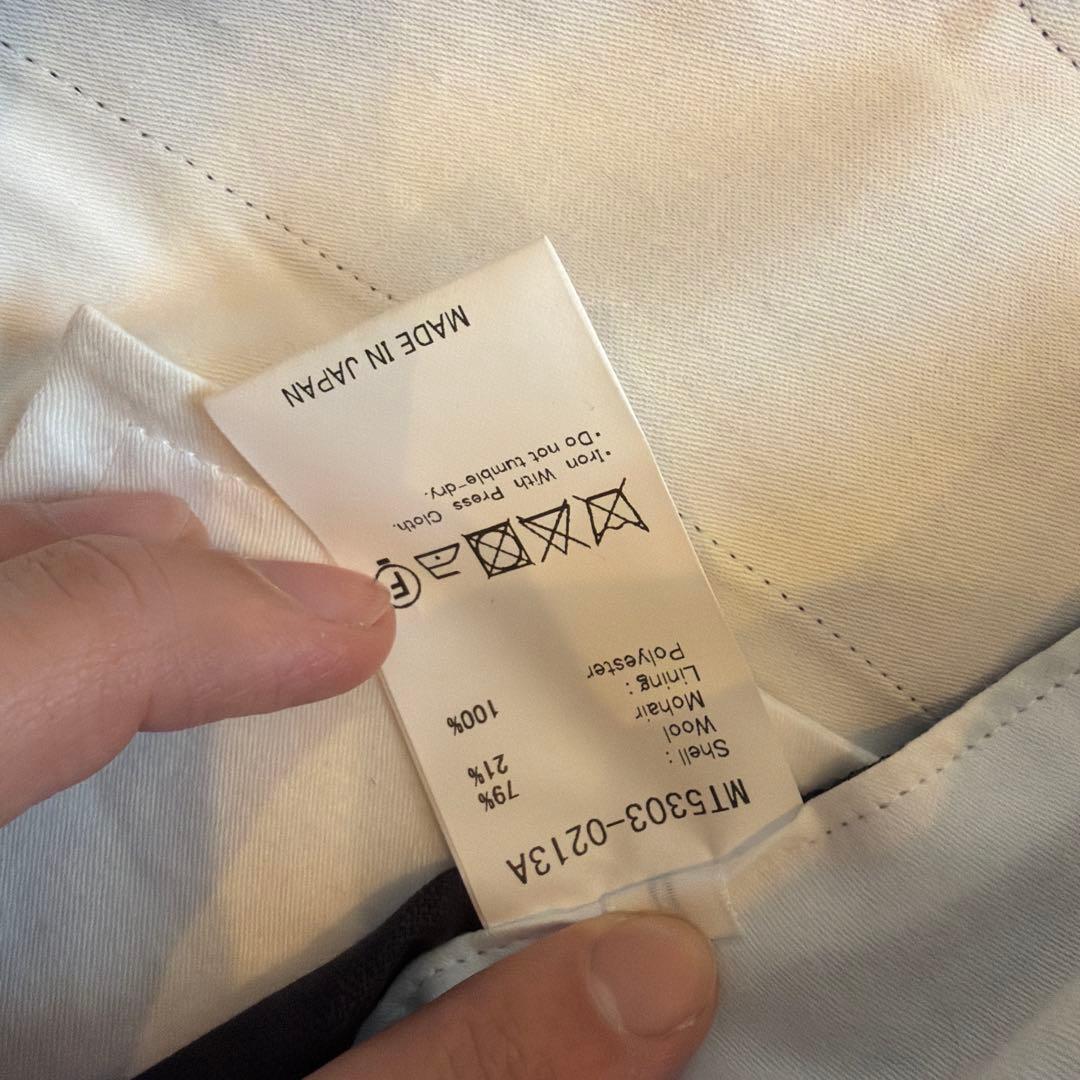 MT5303-0213A
Shell :
Wool 79%
Mohair 21%
Lining :
Polyester 100%
F
•Iron With Press Cloth.
•Do not tumble-dry.
MADE IN JAPAN